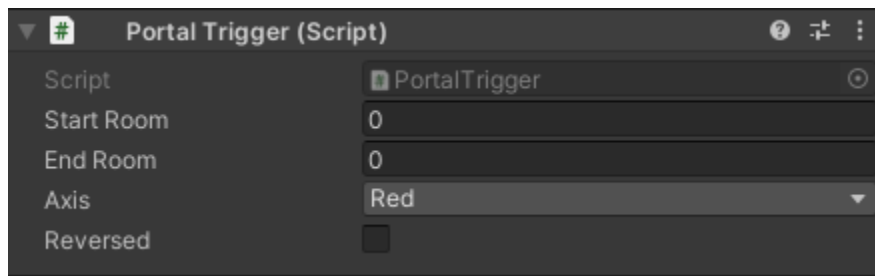 Portal Trigger (Script)
Script PortalTrigger
Start Room 0
End Room 0
Axis Red
Reversed